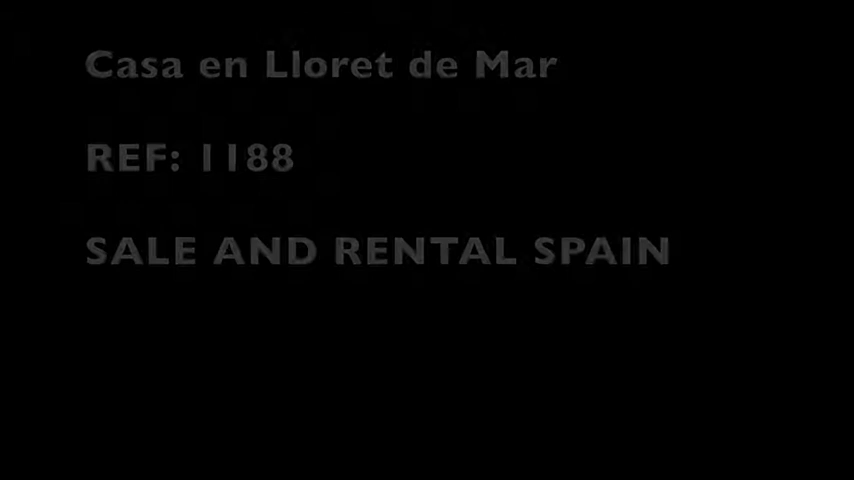 Casa en Lloret de Mar
REF: 1188
SALE AND RENTAL SPAIN